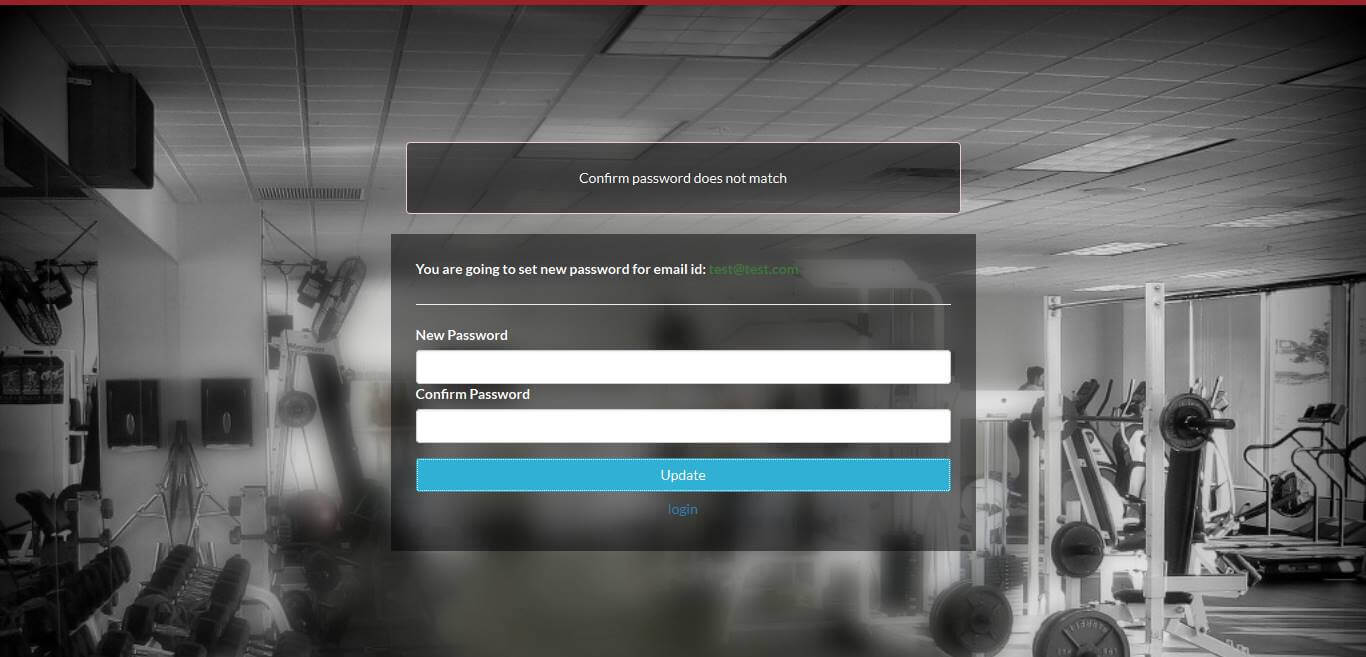 Confirm password does not match
You are going to set new password for email id: test@test.com
New Password
Confirm Password
Update
login